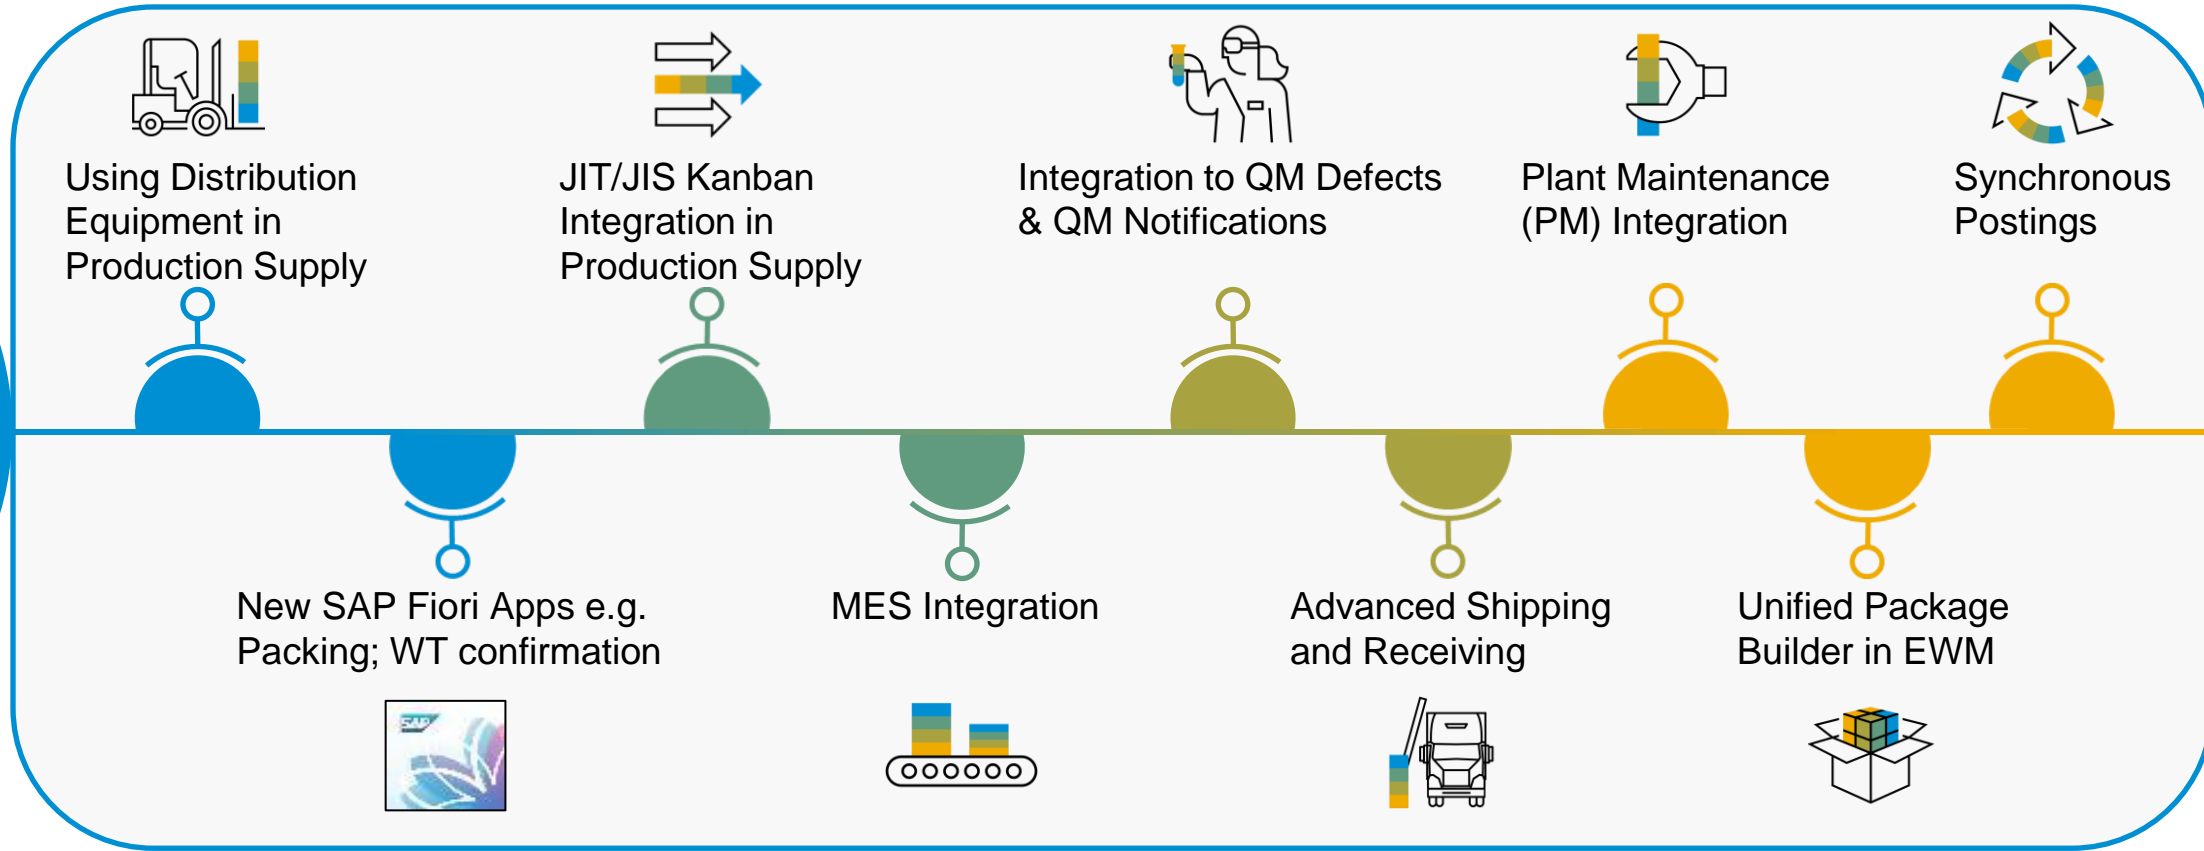 Using Distribution
Equipment in
Production Supply
JIT/JIS Kanban
Integration in
Production Supply
Integration to QM Defects
& QM Notifications
Plant Maintenance
(PM) Integration
Synchronous
Postings
New SAP Fiori Apps e.g.
Packing; WT confirmation
MES Integration
Advanced Shipping
and Receiving
Unified Package
Builder in EWM
SAP